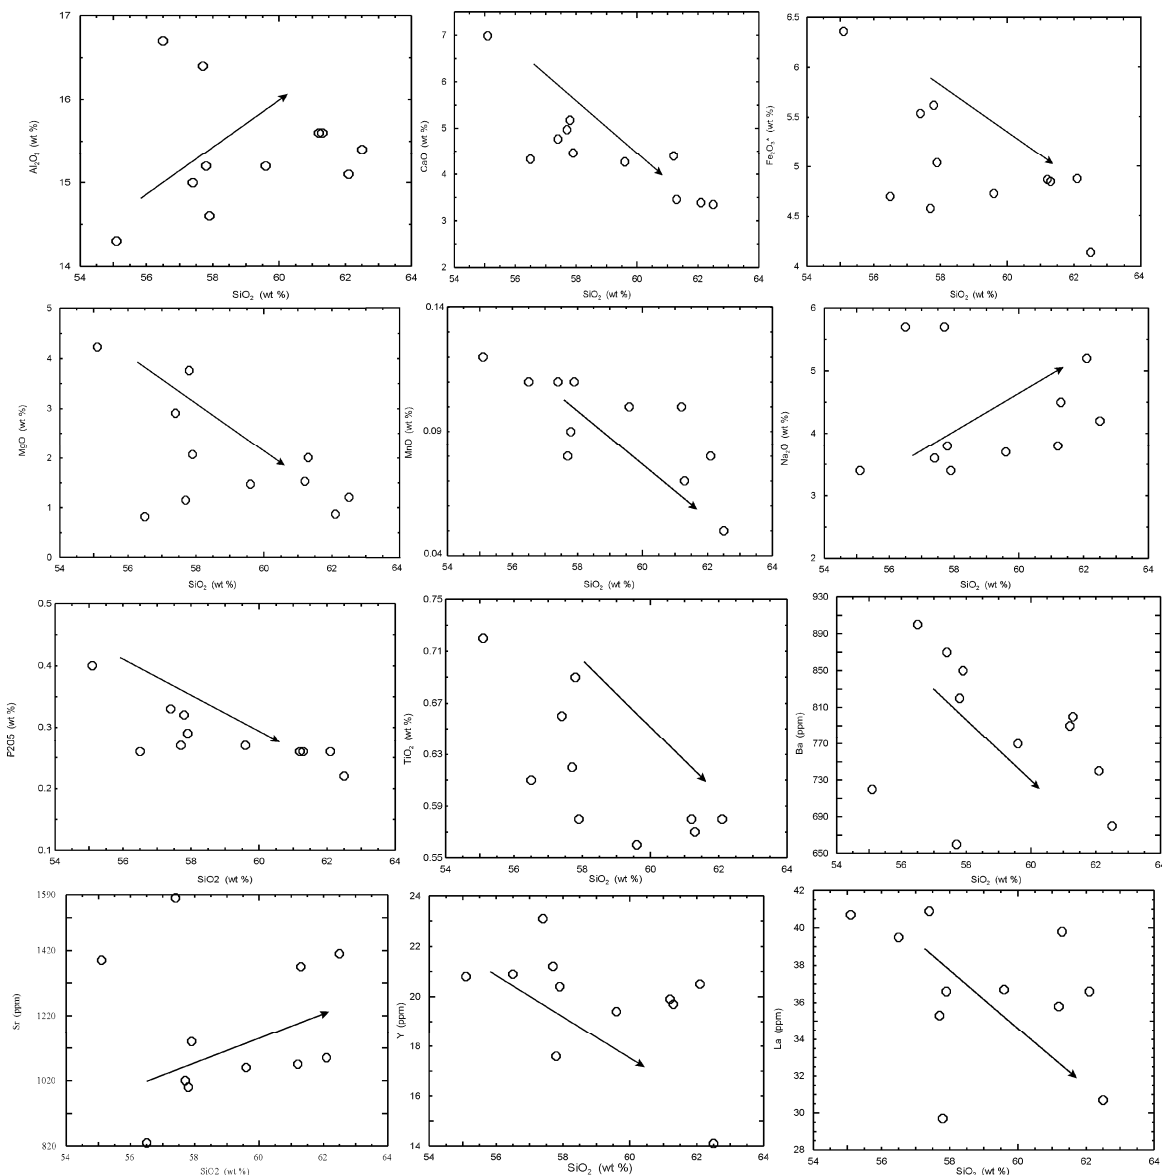 17
16
15
14
Al2O3 (wt %)
54 56 58 60 62 64
SiO2 (wt %)
7
6
5
4
3
2
CaO (wt %)
54 56 58 60 62 64
SiO2 (wt %)
6.5
6
5.5
5
4.5
4
Fe2O3* (wt %)
54 56 58 60 62 64
SiO2 (wt %)
5
4
3
2
1
0
MgO (wt %)
54 56 58 60 62 64
SiO2 (wt %)
0.14
0.09
0.04
MnO (wt %)
54 56 58 60 62 64
SiO2 (wt %)
6
5
4
3
2
Na2O (wt %)
54 56 58 60 62 64
SiO2 (wt %)
0.5
0.4
0.3
0.2
0.1
P2O5 (wt %)
54 56 58 60 62 64
SiO2 (wt %)
0.75
0.71
0.67
0.63
0.59
0.55
TiO2 (wt %)
54 56 58 60 62 64
SiO2 (wt %)
930
890
850
810
770
730
690
650
Ba (ppm)
54 56 58 60 62 64
SiO2 (wt %)
1590
1420
1220
1020
820
Sr (ppm)
54 56 58 60 62 64
SiO2 (wt %)
24
22
20
18
16
14
Y (ppm)
54 56 58 60 62 64
SiO2 (wt %)
42
40
38
36
34
32
30
28
La (ppm)
54 56 58 60 62 64
SiO2 (wt %)